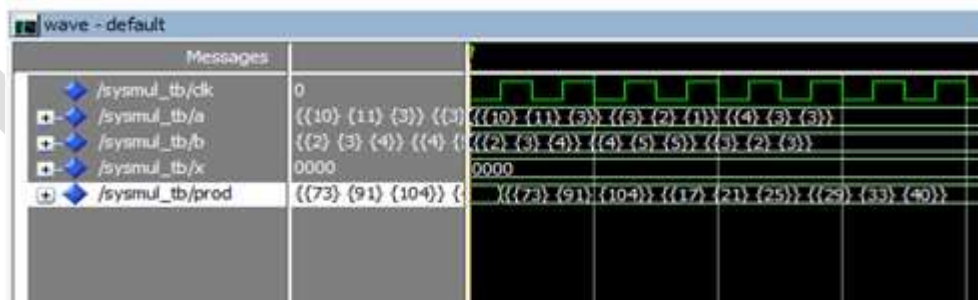 wave - default
Messages
/sysmul_tb/clk 0
/sysmul_tb/a {{10} {11} {3}} {{3} {{{10} {11} {3}} {{3} {2} {1}} {{4} {3} {3}}
/sysmul_tb/b {{2} {3} {4}} {{4} { {{{2} {3} {4}} {{4} {5} {5}} {{3} {2} {3}}
/sysmul_tb/x 0000 0000
/sysmul_tb/prod {{73} {91} {104}} { {{73} {91} {104}} {{17} {21} {25}} {{29} {33} {40}}